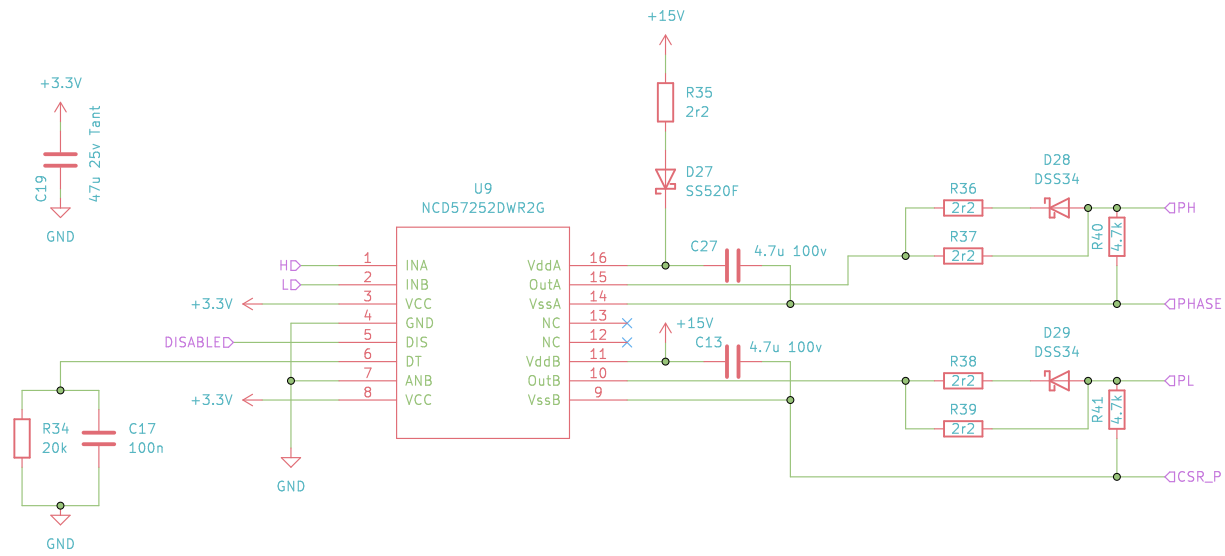 +15V
+3.3V
47u 25v Tant
C19
GND
R35
2r2
D27
SS520F
U9
NCD57252DWR2G
D28
DSS34
R36
2r2
R37
2r2
R40
4.7k
PH
C27
4.7u 100v
H
1
INA
VddA
16
L
2
INB
OutA
15
+3.3V
3
VCC
VssA
14
PHASE
4
GND
NC
13
DISABLE
5
DIS
NC
12
+15V
C13
4.7u 100v
6
DT
VddB
11
7
ANB
OutB
10
+3.3V
8
VCC
VssB
9
D29
DSS34
R38
2r2
R39
2r2
R41
4.7k
PL
CSR_P
R34
20k
C17
100n
GND
GND